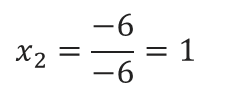 x₂ = −6/−6 = 1